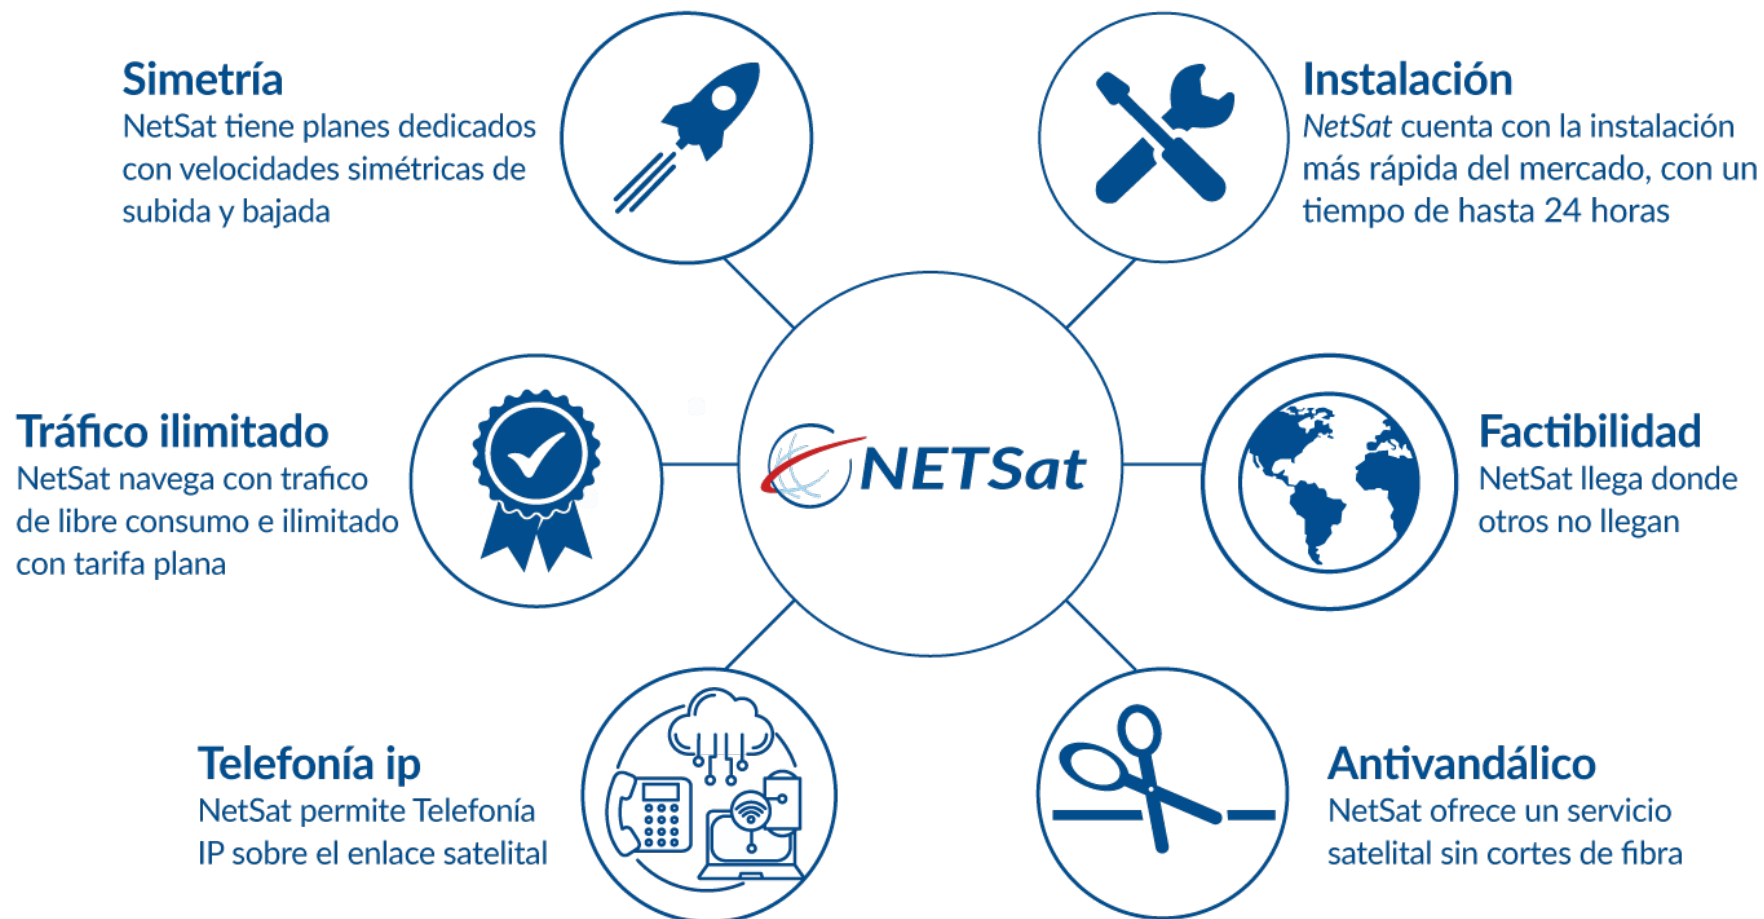 Simetría
NetSat tiene planes dedicados
con velocidades simétricas de
subida y bajada
Instalación
NetSat cuenta con la instalación
más rápida del mercado, con un
tiempo de hasta 24 horas
Tráfico ilimitado
NetSat navega con trafico
de libre consumo e ilimitado
con tarifa plana
NETSat
Factibilidad
NetSat llega donde
otros no llegan
Telefonía ip
NetSat permite Telefonía
IP sobre el enlace satelital
Antivandálico
NetSat ofrece un servicio
satelital sin cortes de fibra